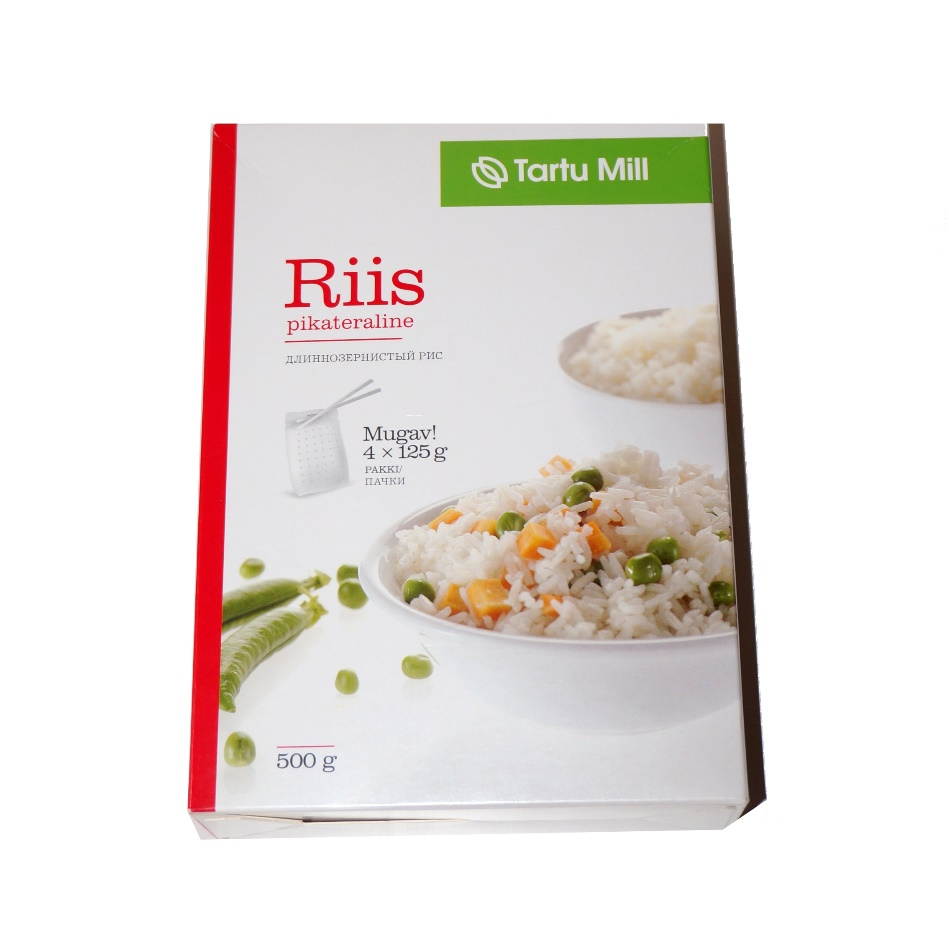 Tartu Mill
Riis
pikateraline
ДЛИННОЗЕРНИСТЫЙ РИС
Mugav!
4 × 125 g
PAKKI/
ПАЧКИ
500 g